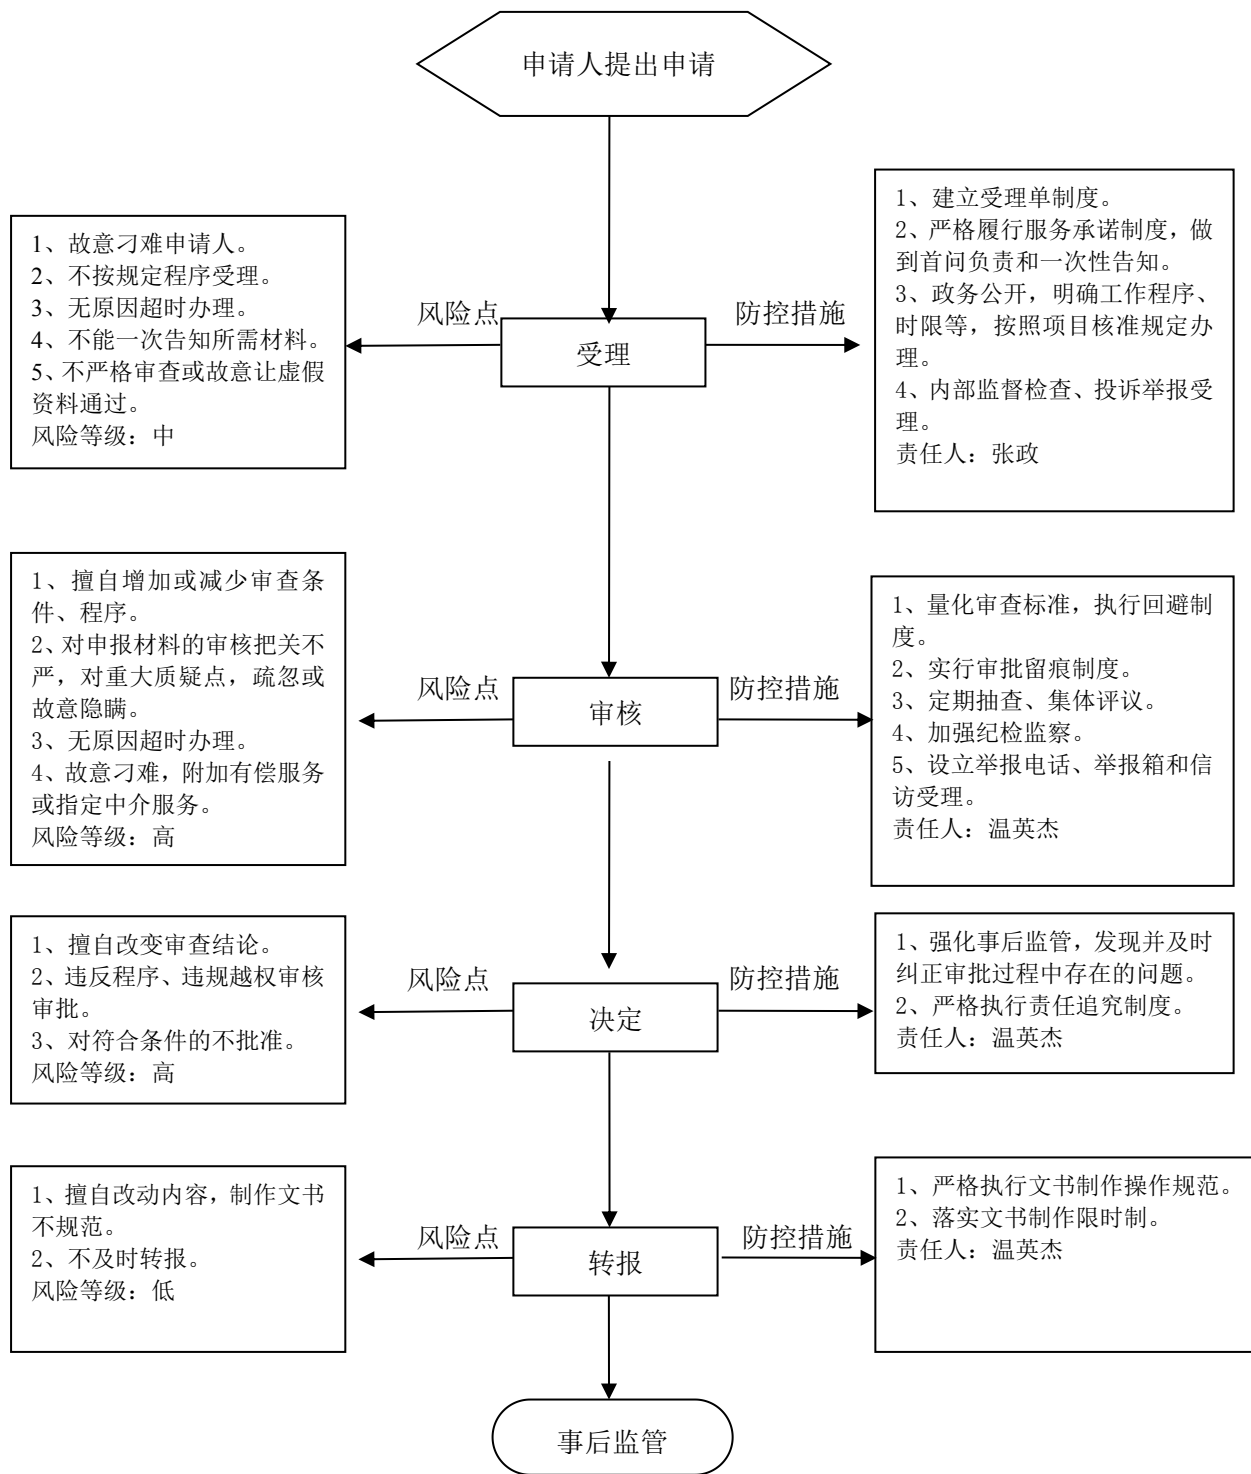 申请人提出申请
1、故意刁难申请人。
2、不按规定程序受理。
3、无原因超时办理。
4、不能一次告知所需材料。
5、不严格审查或故意让虚假
资料通过。
风险等级：中
风险点
受理
防控措施
1、建立受理单制度。
2、严格履行服务承诺制度，做
到首问负责和一次性告知。
3、政务公开，明确工作程序、
时限等，按照项目核准规定办
理。
4、内部监督检查、投诉举报受
理。
责任人：张政
1、擅自增加或减少审查条
件、程序。
2、对申报材料的审核把关不
严，对重大质疑点，疏忽或
故意隐瞒。
3、无原因超时办理。
4、故意刁难，附加有偿服务
或指定中介服务。
风险等级：高
风险点
审核
防控措施
1、量化审查标准，执行回避制
度。
2、实行审批留痕制度。
3、定期抽查、集体评议。
4、加强纪检监察。
5、设立举报电话、举报箱和信
访受理。
责任人：温英杰
1、擅自改变审查结论。
2、违反程序、违规越权审核
审批。
3、对符合条件的不批准。
风险等级：高
风险点
决定
防控措施
1、强化事后监管，发现并及时
纠正审批过程中存在的问题。
2、严格执行责任追究制度。
责任人：温英杰
1、擅自改动内容，制作文书
不规范。
2、不及时转报。
风险等级：低
风险点
转报
防控措施
1、严格执行文书制作操作规范。
2、落实文书制作限时制。
责任人：温英杰
事后监管